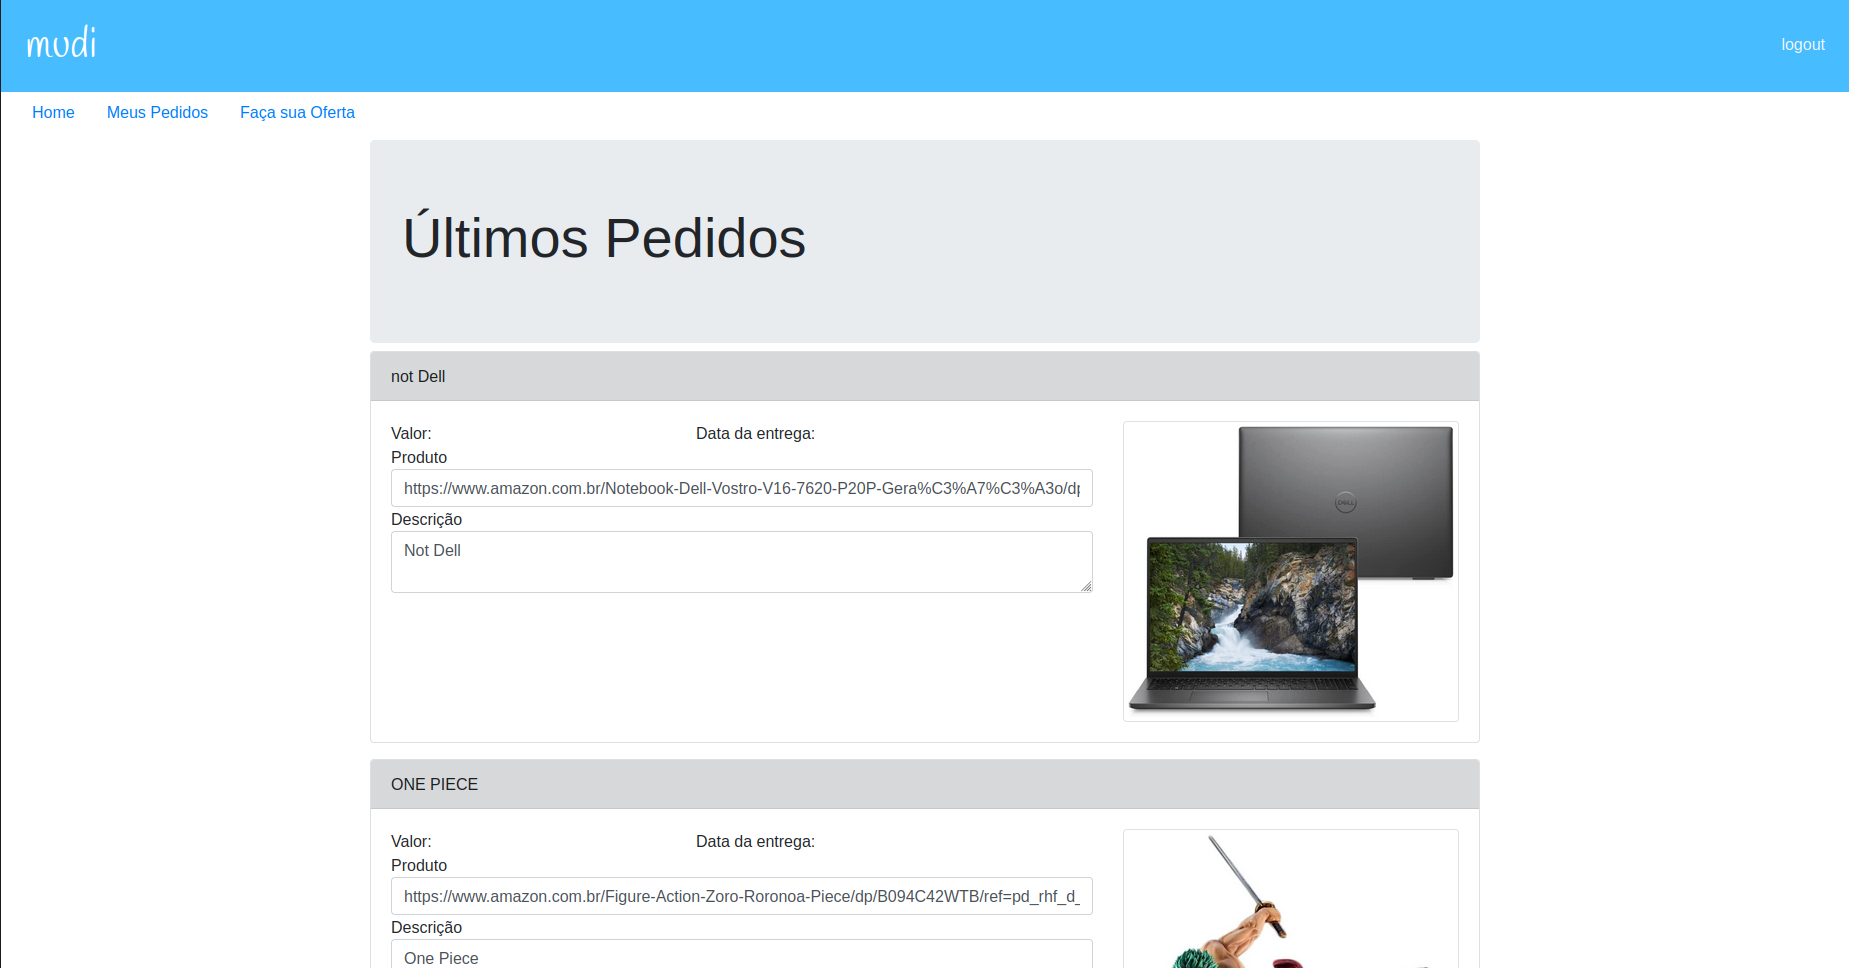 mudi
logout
Home Meus Pedidos Faça sua Oferta
Últimos Pedidos
not Dell
Valor: Data da entrega:
Produto
https://www.amazon.com.br/Notebook-Dell-Vostro-V16-7620-P20P-Gera%C3%A7%C3%A3o/dp
Descrição
Not Dell
DELL
ONE PIECE
Valor: Data da entrega:
Produto
https://www.amazon.com.br/Figure-Action-Zoro-Roronoa-Piece/dp/B094C42WTB/ref=pd_rhf_d_
Descrição
One Piece